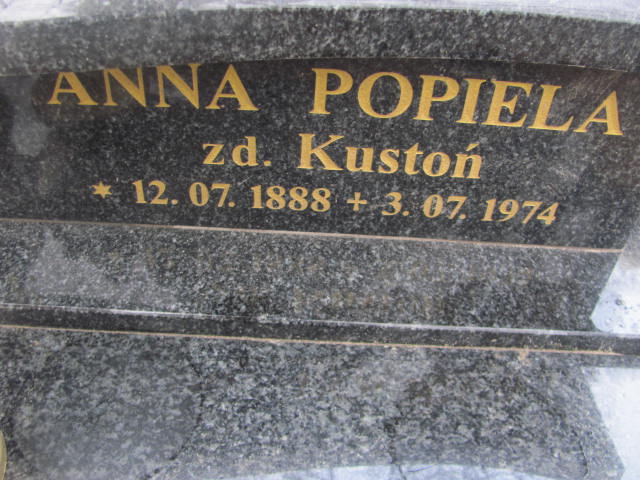 ANNA POPIELA
zd. Kustoń
* 12. 07. 1888 + 3. 07. 1974